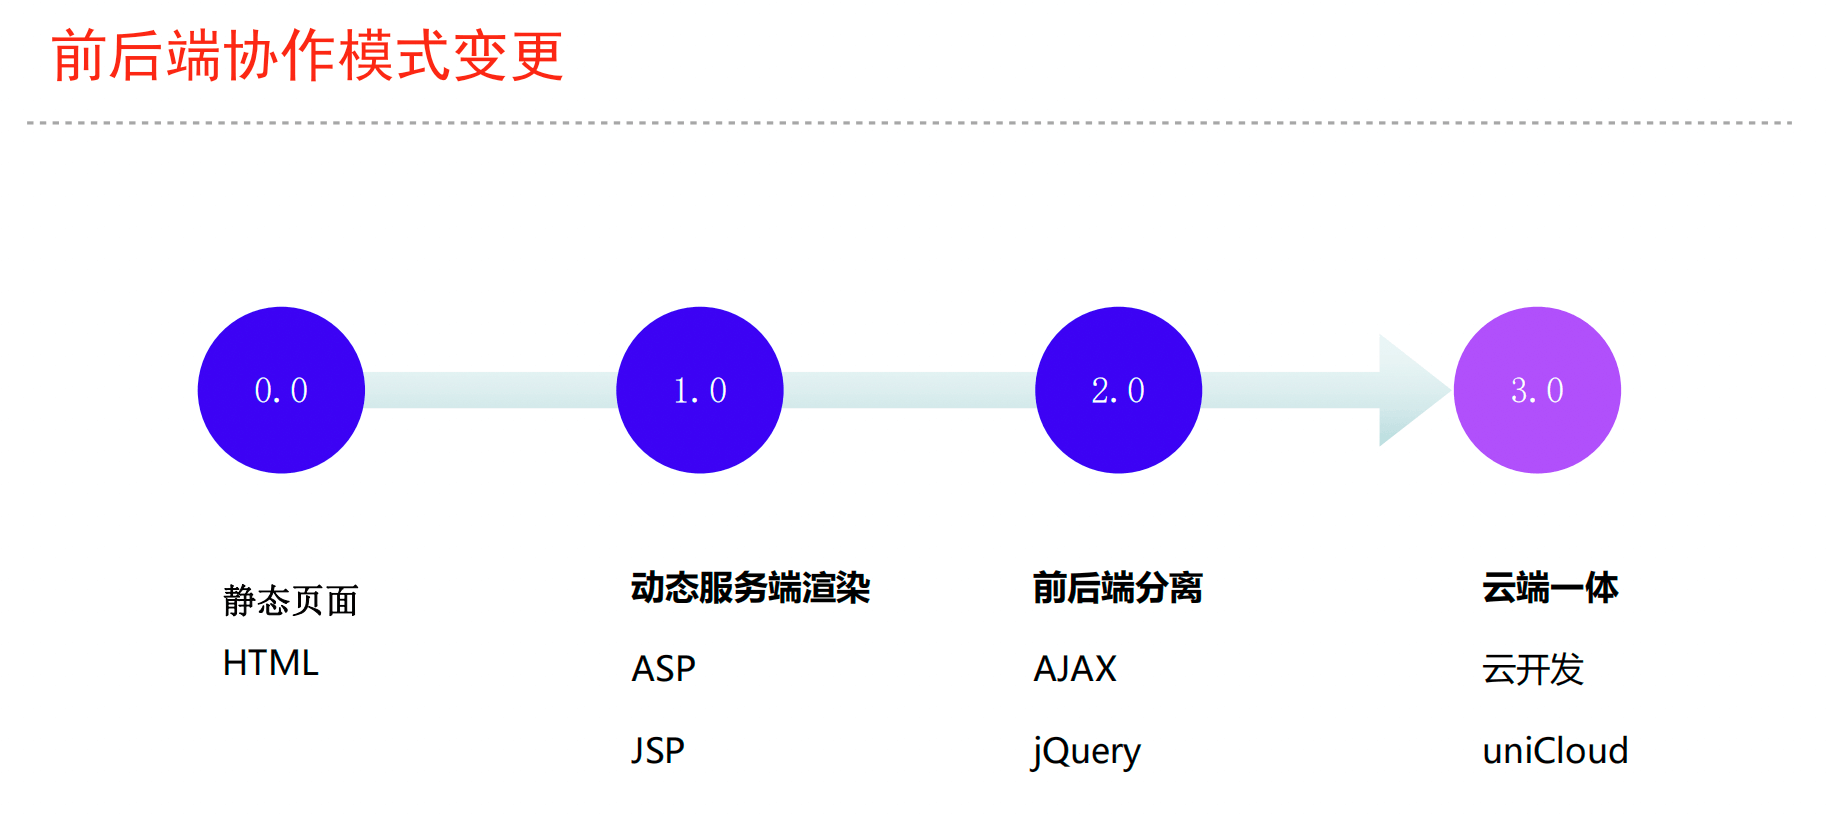 前后端协作模式变更
0.0
1.0
2.0
3.0
静态页面
HTML
动态服务端渲染
ASP
JSP
前后端分离
AJAX
jQuery
云端一体
云开发
uniCloud